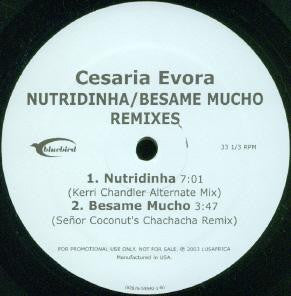 Cesaria Evora
NUTRIDINHA/BESAME MUCHO
REMIXES
bluebird
33 1/3 RPM
1. Nutridinha 7:01
(Kerri Chandler Alternate Mix)
2. Besame Mucho 3:47
(Señor Coconut's Chachacha Remix)
FOR PROMOTIONAL USE ONLY. NOT FOR SALE. ℗ 2003 LUSAFRICA
Manufactured in USA.